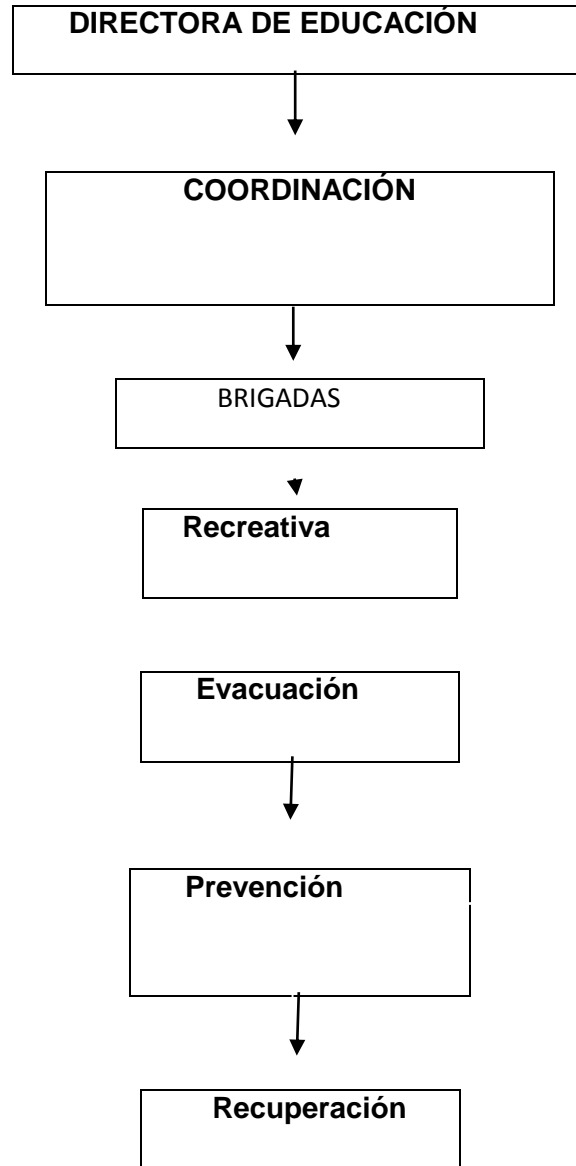 DIRECTORA DE EDUCACIÓN
COORDINACIÓN
BRIGADAS
Recreativa
Evacuación
Prevención
Recuperación